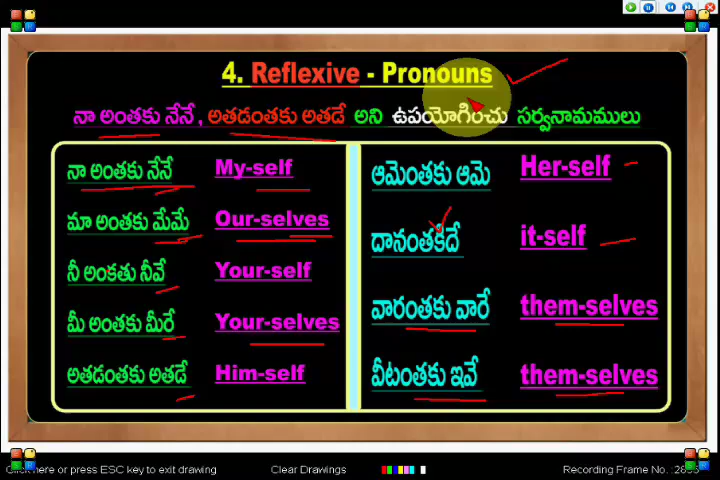 4. Reflexive - Pronouns
నా అంతకు నేనే, అతడంతకు అతడే అని ఉపయోగించు సర్వనామములు
నా అంతకు నేనే My-self
మా అంతకు మేమే Our-selves
నీ అంకతు నీవే Your-self
మీ అంతకు మీరే Your-selves
అతడంతకు అతడే Him-self
ఆమెంతకు ఆమె Her-self
దానంతకదే it-self
వారంతకు వారే them-selves
వీటంతకు ఇవే them-selves
Click here or press ESC key to exit drawing
Clear Drawings
Recording Frame No. :